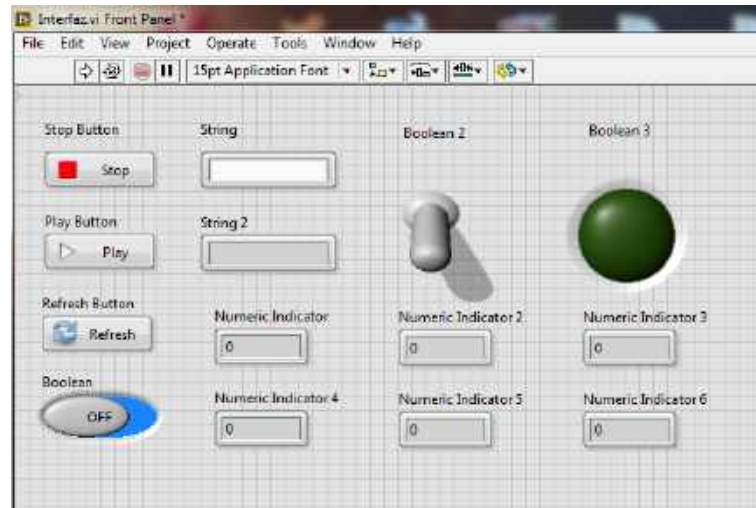 Interfaz.vi Front Panel *
File Edit View Project Operate Tools Window Help
15pt Application Font
Stop Button String Boolean 2 Boolean 3
Stop
Play Button String 2
Play
Refresh Button Numeric Indicator Numeric Indicator 2 Numeric Indicator 3
Refresh 0 0 0
Boolean Numeric Indicator 4 Numeric Indicator 5 Numeric Indicator 6
OFF 0 0 0